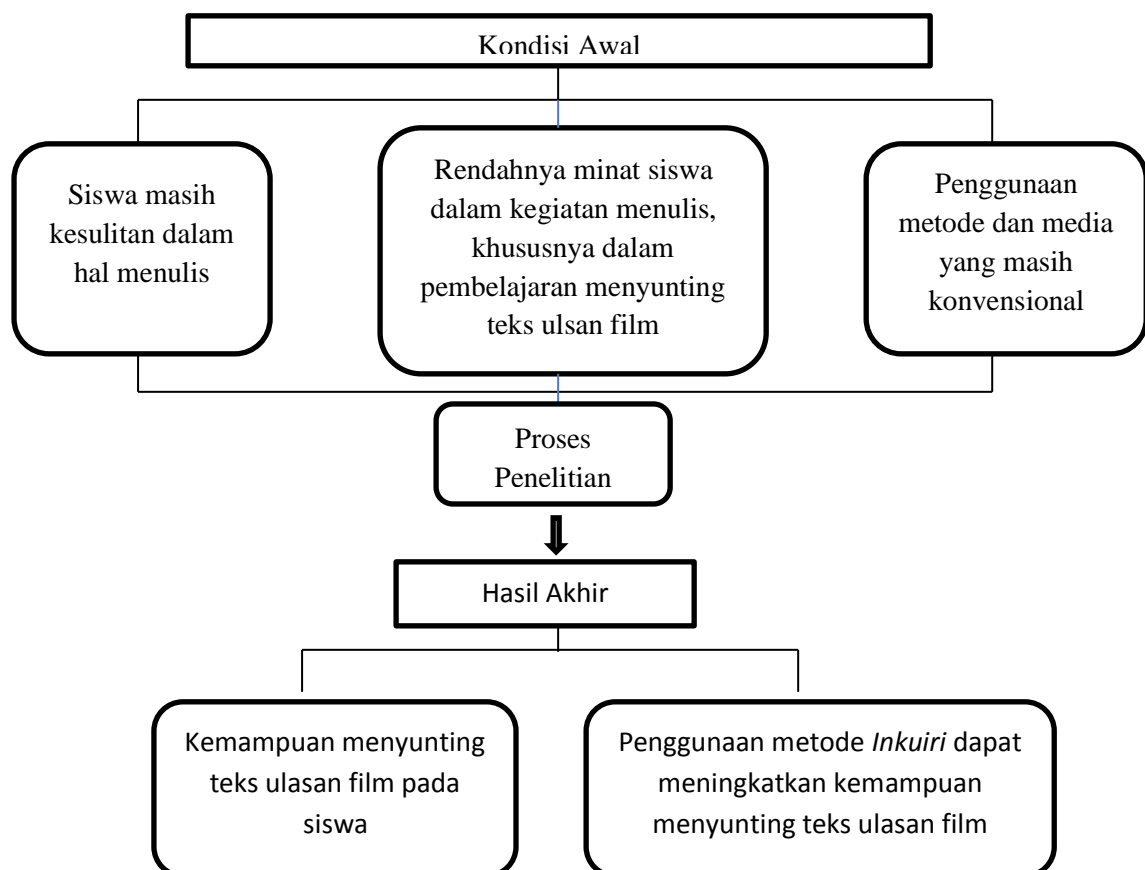 Kondisi Awal
Siswa masih
kesulitan dalam
hal menulis
Rendahnya minat siswa
dalam kegiatan menulis,
khususnya dalam
pembelajaran menyunting
teks ulsan film
Penggunaan
metode dan media
yang masih
konvensional
Proses
Penelitian
Hasil Akhir
Kemampuan menyunting
teks ulasan film pada
siswa
Penggunaan metode Inkuiri dapat
meningkatkan kemampuan
menyunting teks ulasan film